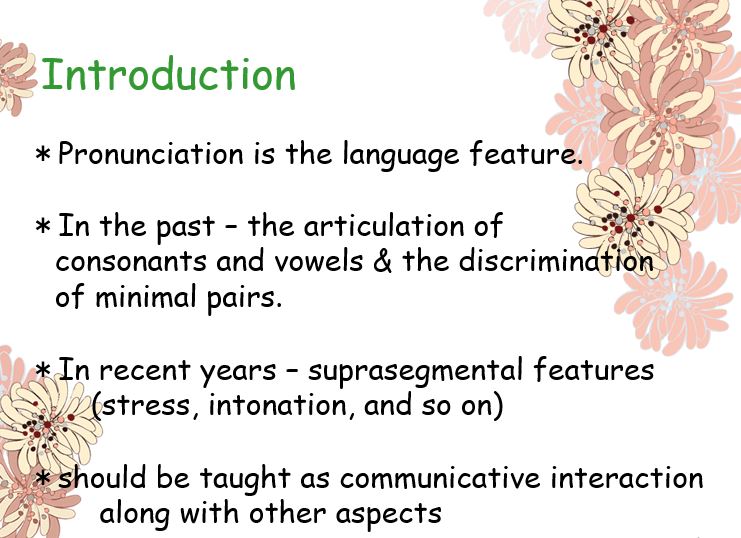 Introduction
* Pronunciation is the language feature.
* In the past – the articulation of
consonants and vowels & the discrimination
of minimal pairs.
* In recent years – suprasegmental features
(stress, intonation, and so on)
* should be taught as communicative interaction
along with other aspects